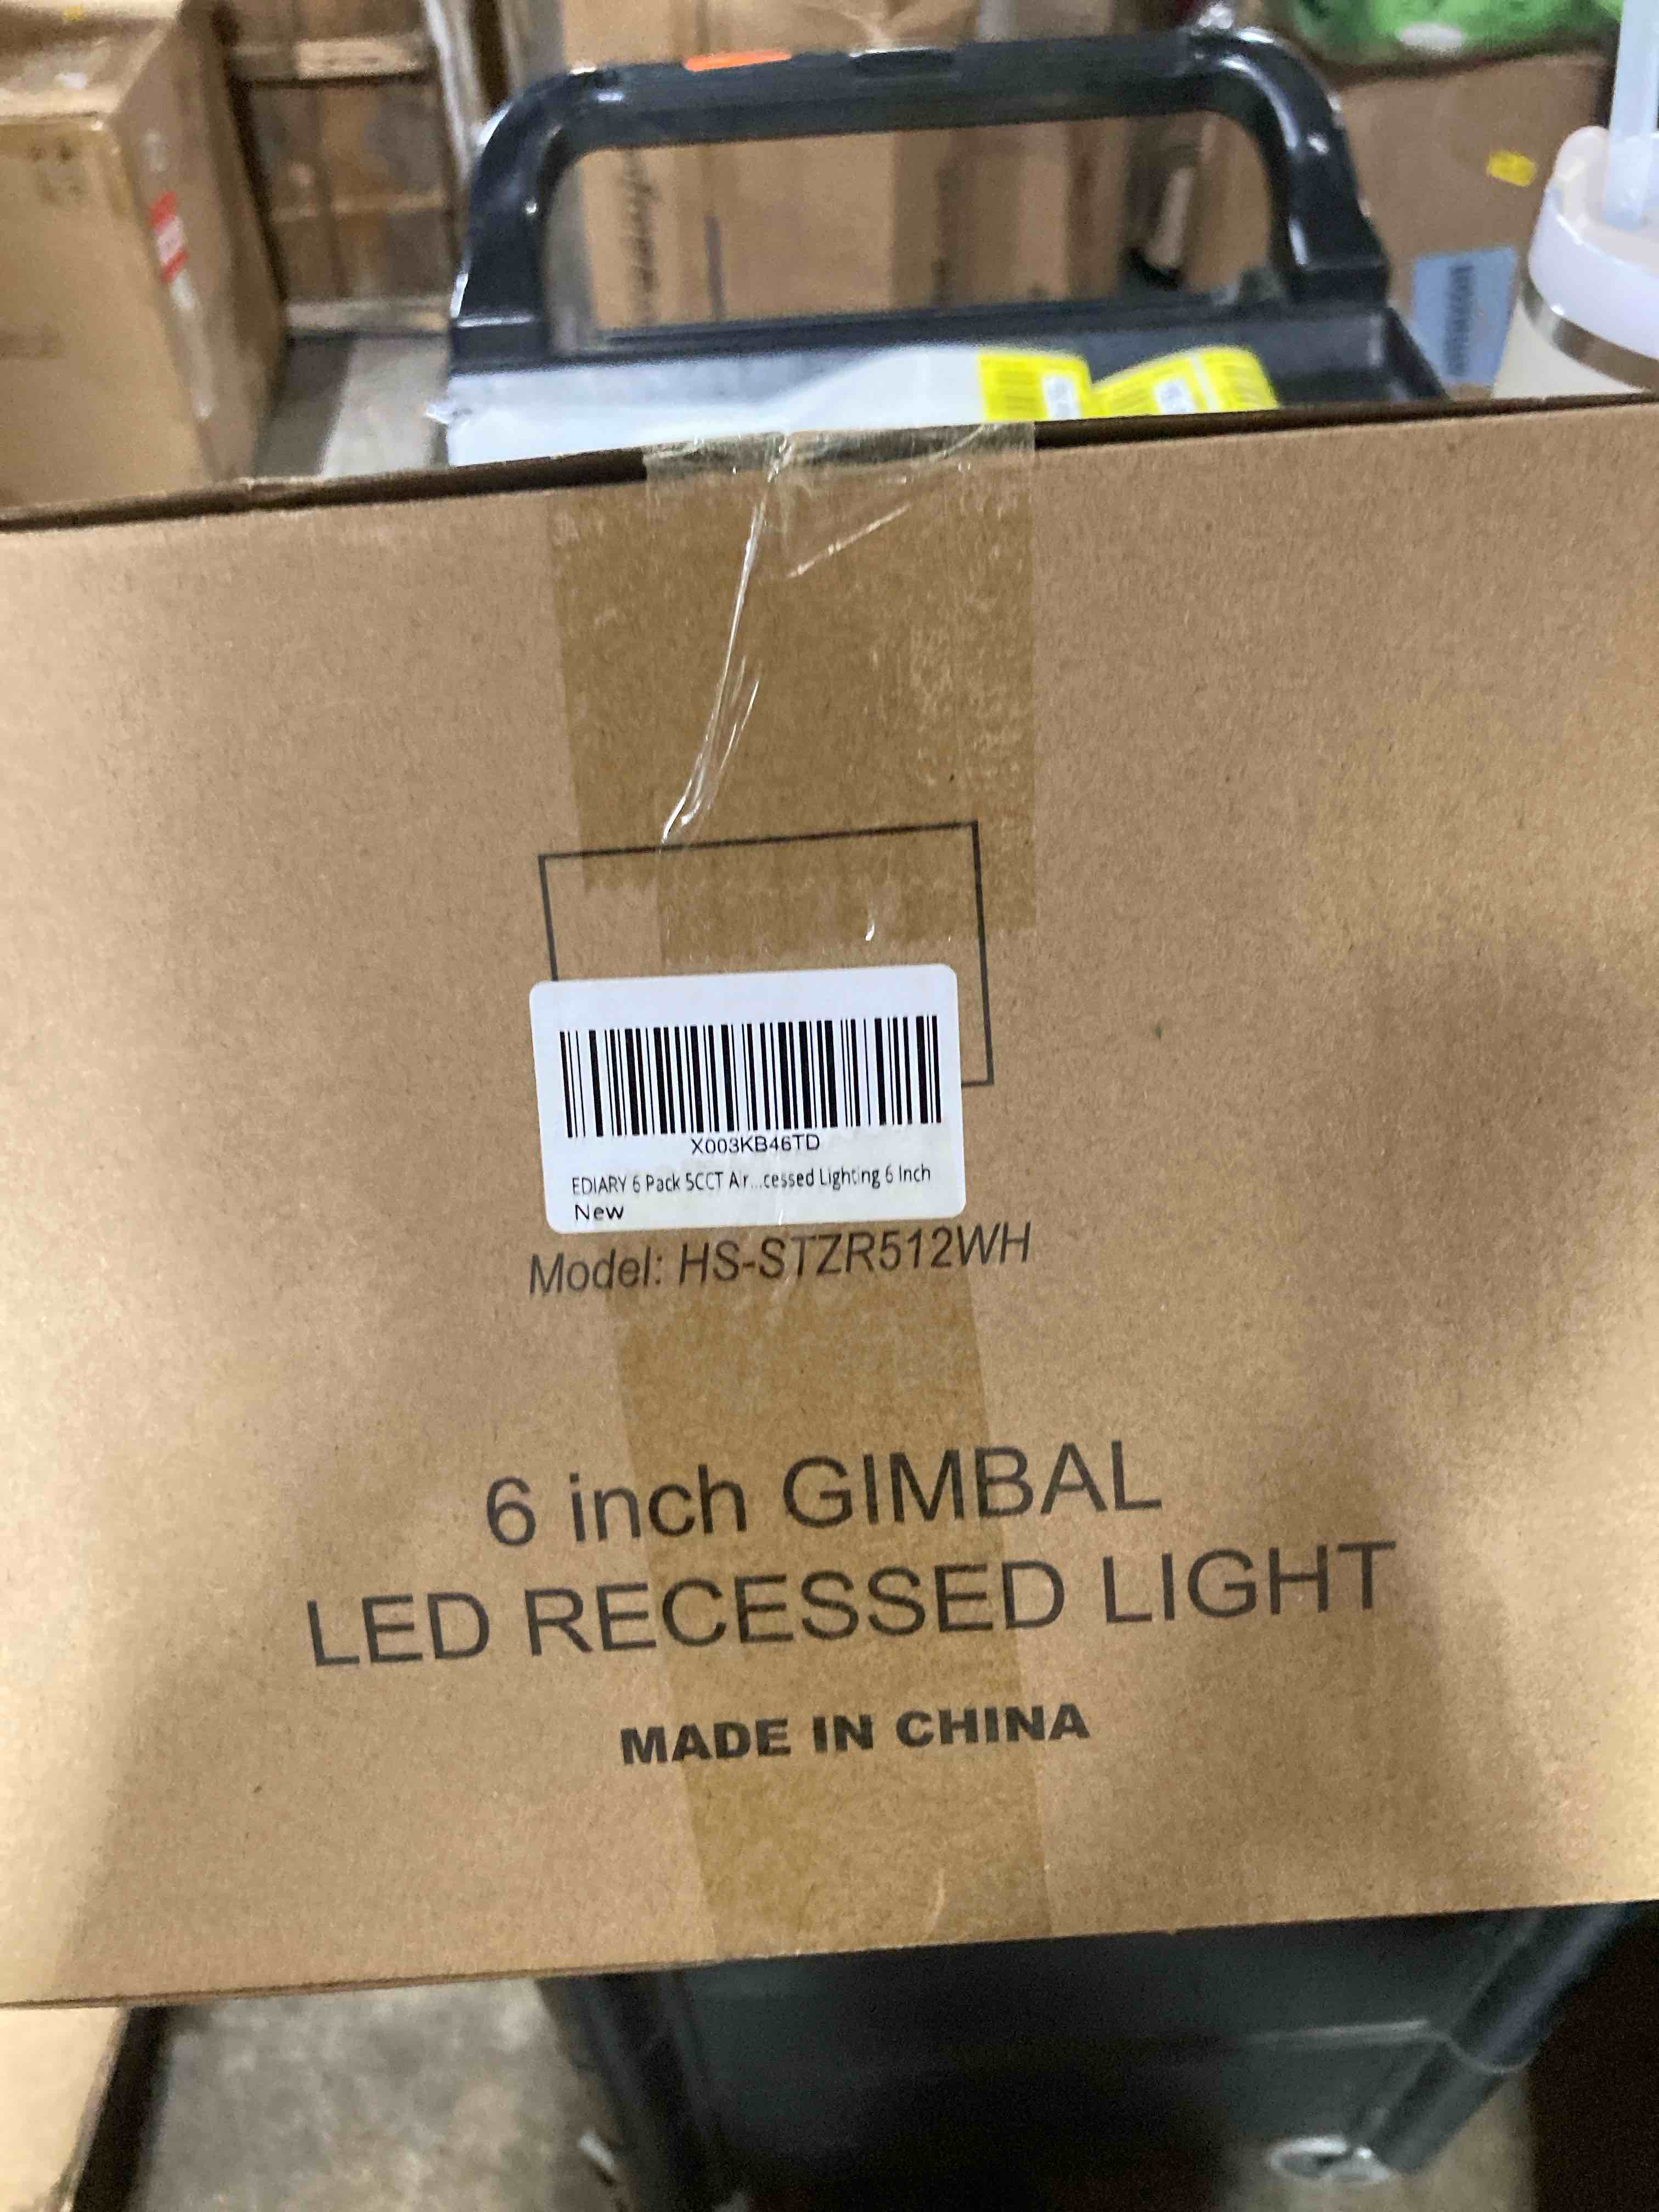 X003KB46TD
EDIARY 6 Pack 5CCT Air...cessed Lighting 6 Inch
New
Model: HS-STZR512WH
6 inch GIMBAL
LED RECESSED LIGHT
MADE IN CHINA